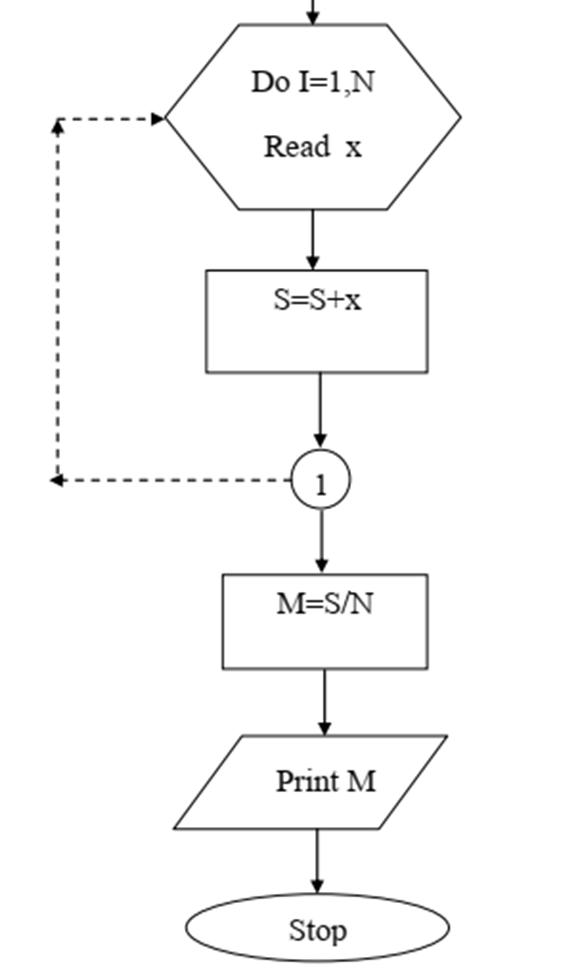 Do I=1,N
Read x
S=S+x
1
M=S/N
Print M
Stop